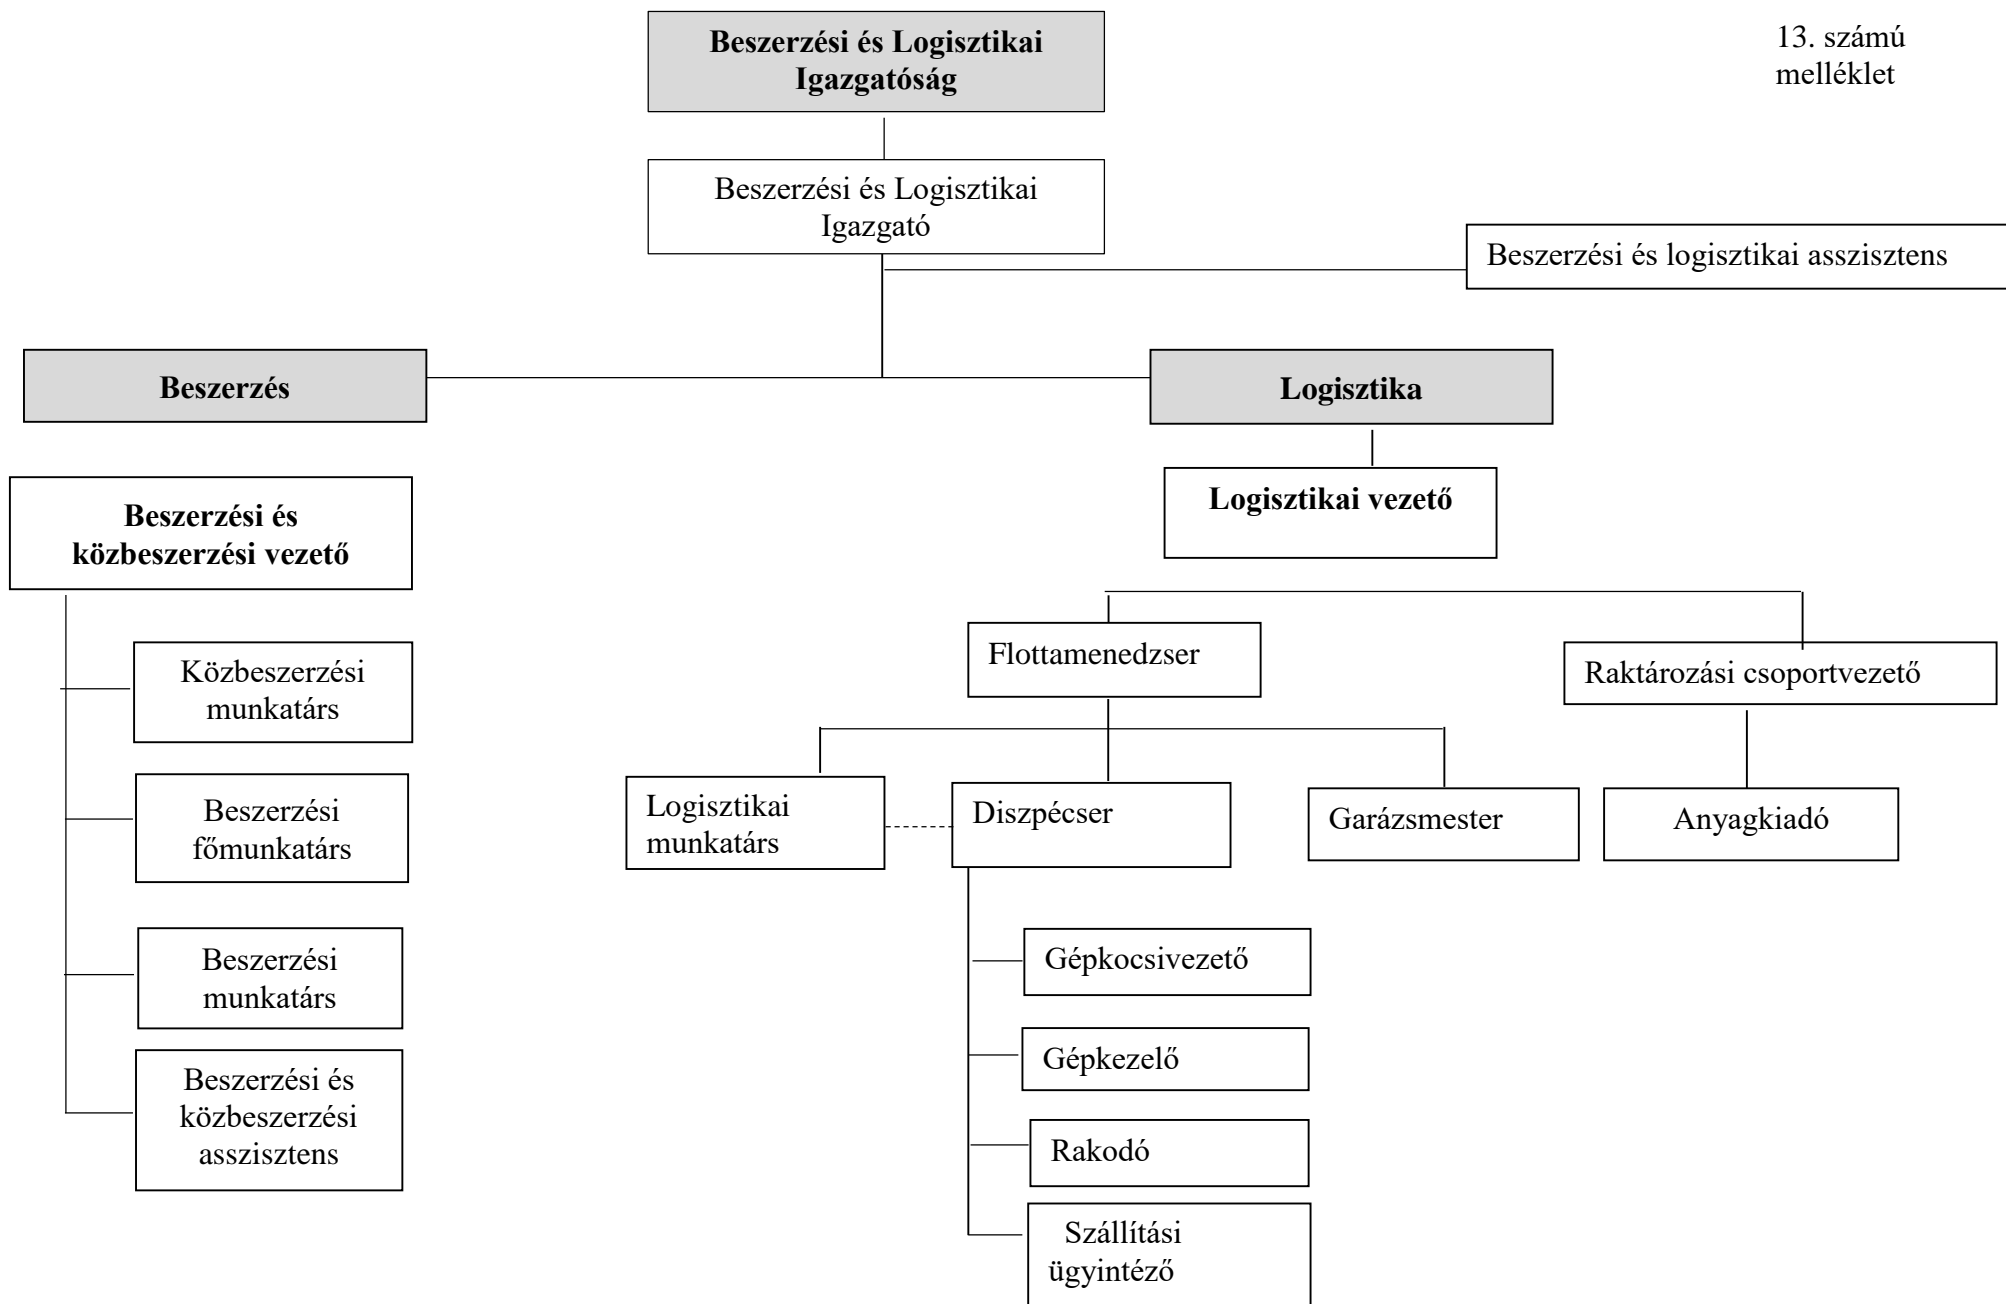 13. számú
melléklet
Beszerzési és Logisztikai
Igazgatóság
Beszerzési és Logisztikai
Igazgató
Beszerzési és logisztikai asszisztens
Beszerzés
Logisztika
Beszerzési és
közbeszerzési vezető
Logisztikai vezető
Közbeszerzési
munkatárs
Beszerzési
főmunkatárs
Beszerzési
munkatárs
Beszerzési és
közbeszerzési
asszisztens
Flottamenedzser
Raktározási csoportvezető
Logisztikai
munkatárs
Diszpécser
Garázsmester
Anyagkiadó
Gépkocsivezető
Gépkezelő
Rakodó
Szállítási
ügyintéző